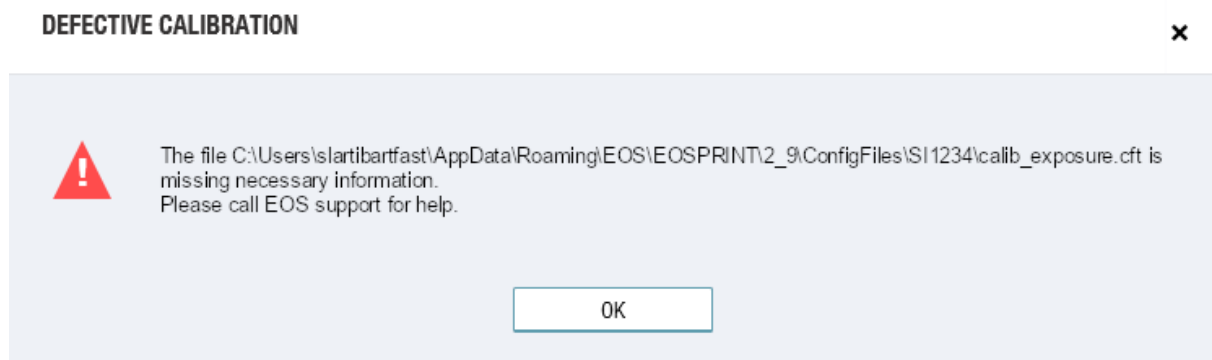 DEFECTIVE CALIBRATION
The file C:\Users\slartibartfast\AppData\Roaming\EOS\EOSPRINT\2_9\ConfigFiles\SI1234\calib_exposure.cft is
missing necessary information.
Please call EOS support for help.
OK